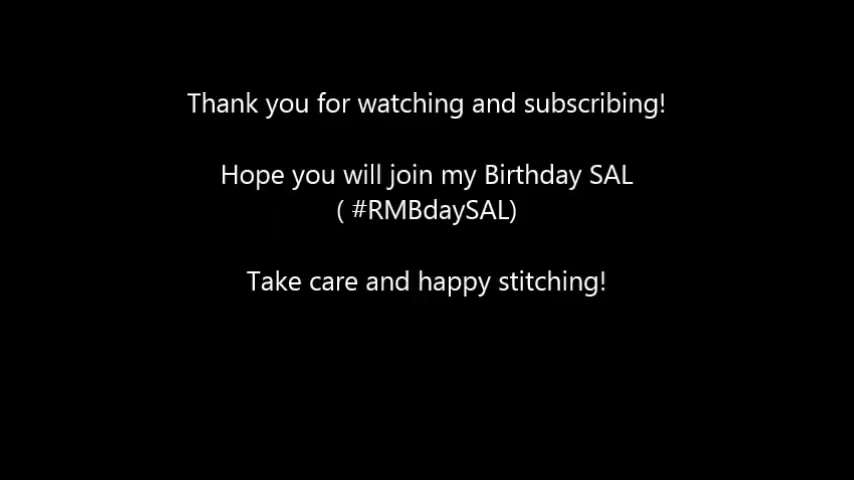 Thank you for watching and subscribing!
Hope you will join my Birthday SAL
( #RMBdaySAL)
Take care and happy stitching!